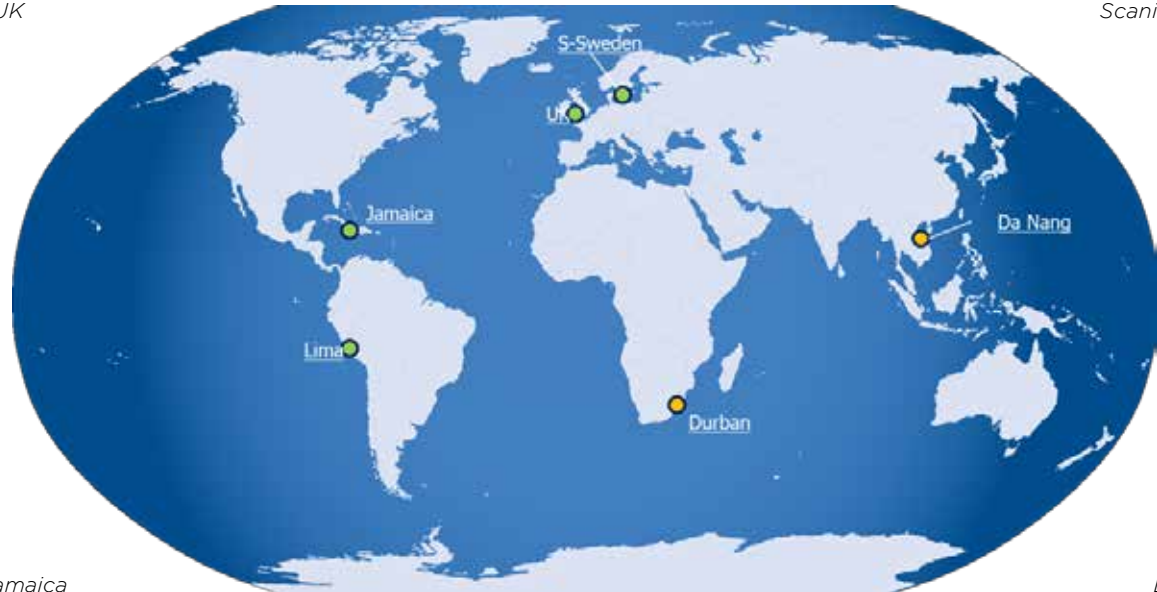 UK
Scani
S-Sweden
UK
Jamaica
Da Nang
Lima
Durban
amaica